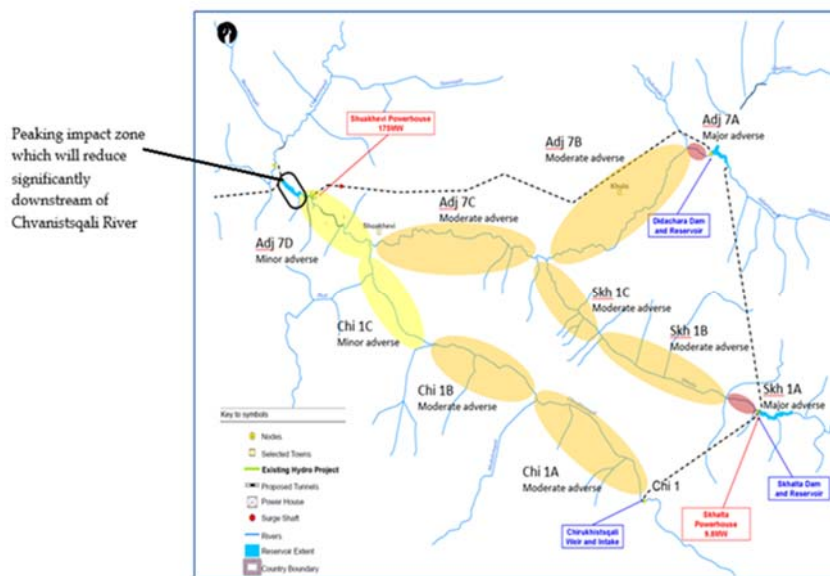 Peaking impact zone
which will reduce
significantly
downstream of
Chvanistsqali River
Shuakhevi Powerhouse
178MW
Adj 7A
Major adverse
Adj 7B
Moderate adverse
Khulo
Didachara Dam
and Reservoir
Adj 7C
Moderate adverse
Shuakhevi
Adj 7D
Minor adverse
Skh 1C
Moderate adverse
Chi 1C
Minor adverse
Skh 1B
Moderate adverse
Chi 1B
Moderate adverse
Skh 1A
Major adverse
Chi 1A
Moderate adverse
Chi 1
Skhalta Dam
and Reservoir
Chirukhistsqali
Weir and Intake
Skhalta
Powerhouse
9.8MW
Key to symbols
Nodes
Selected Towns
Existing Hydro Project
Proposed Tunnels
Power House
Surge Shaft
Rivers
Reservoir Extent
Country Boundary